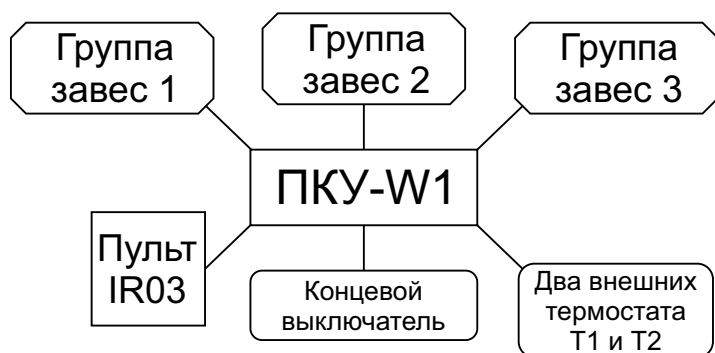 Группа
завес 1
Группа
завес 2
Группа
завес 3
ПКУ-W1
Пульт
IR03
Концевой
выключатель
Два внешних
термостата
Т1 и Т2